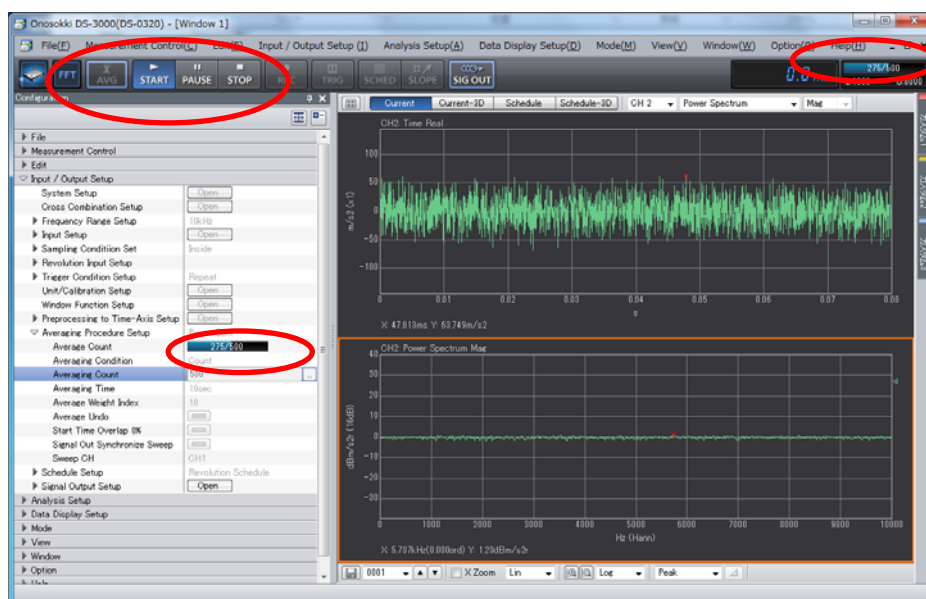 Onosokki DS-3000(DS-0320) - [Window 1]
File(F) Measurement Control(C) Edit(E) Input / Output Setup (I) Analysis Setup(A) Data Display Setup(D) Mode(M) View(V) Window(W) Option(O) Help(H)
FFT AVG START PAUSE STOP REC TRIG SCHED SLOPE SIG OUT 275/500
Configuration
Current Current-3D Schedule Schedule-3D CH 2 Power Spectrum Mag
File
Measurement Control
Edit
Input / Output Setup
System Setup Open
Cross Combination Setup Open
Frequency Range Setup 10kHz
Input Setup Open
Sampling Condition Set Inside
Revolution Input Setup
Trigger Condition Setup Repeat
Unit/Calibration Setup Open
Window Function Setup Open
Preprocessing to Time-Axis Setup Open
Averaging Procedure Setup
Average Count 275/500
Averaging Condition Count
Averaging Count 500 ...
Averaging Time 10sec
Average Weight Index 10
Average Undo
Start Time Overlap 0%
Signal Out Synchronize Sweep
Sweep CH CH1
Schedule Setup Revolution Schedule
Signal Output Setup Open
Analysis Setup
Data Display Setup
Mode
View
Window
Option
CH2: Time Real
100
50
0
-50
-100
m/s2 (x1)
0 0.01 0.02 0.03 0.04 0.05 0.06 0.07 0.08
s
X: 47.813ms Y: 63.749m/s2
CH2: Power Spectrum Mag
40
30
20
10
0
-10
-20
-30
0 1000 2000 3000 4000 5000 6000 7000 8000 9000 10000
Hz (Hann)
X: 5.737kHz(0.000ord) Y: 1.23dBm/s2r
0001 X Zoom Lin Log Peak